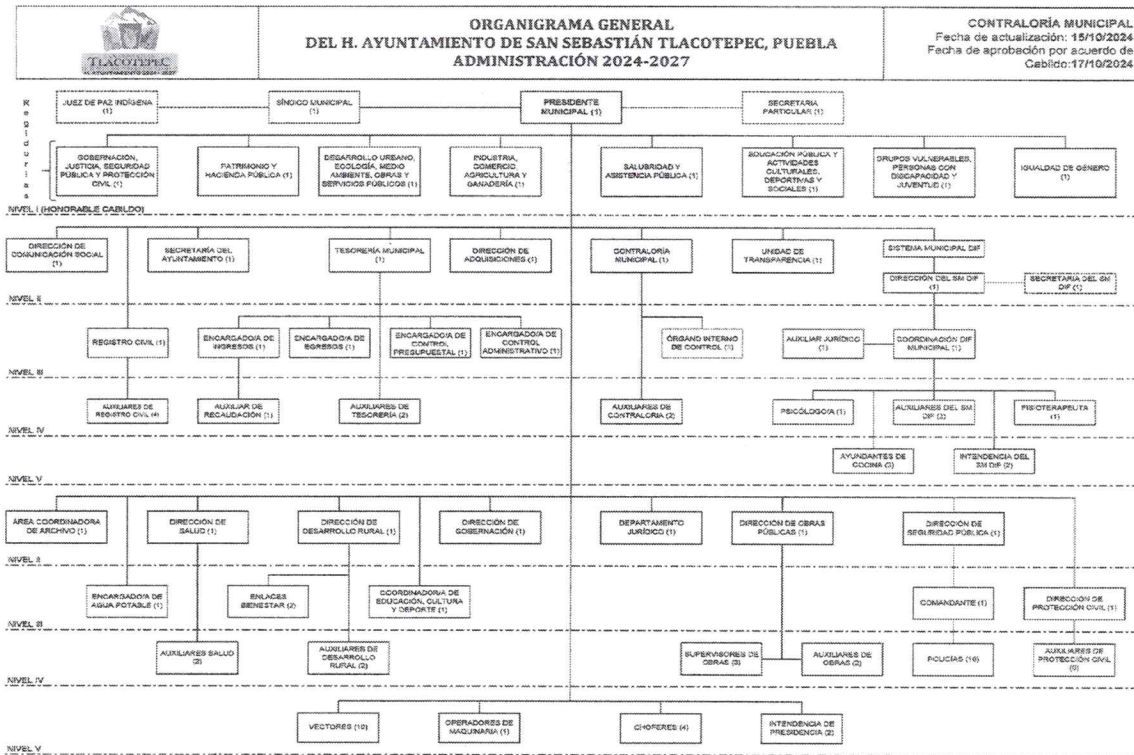 TLACOTEPEC
H. AYUNTAMIENTO 2024 - 2027
ORGANIGRAMA GENERAL
DEL H. AYUNTAMIENTO DE SAN SEBASTIÁN TLACOTEPEC, PUEBLA
ADMINISTRACIÓN 2024-2027
CONTRALORÍA MUNICIPAL
Fecha de actualización: 15/10/2024
Fecha de aprobación por acuerdo de
Cabildo:17/10/2024
Regidurias
JUEZ DE PAZ INDÍGENA
(1)
SÍNDICO MUNICIPAL
(1)
PRESIDENTE
MUNICIPAL (1)
SECRETARIA
PARTICULAR (1)
GOBERNACIÓN,
JUSTICIA, SEGURIDAD
PÚBLICA Y PROTECCIÓN
CIVIL (1)
PATRIMONIO Y
HACIENDA PÚBLICA (1)
DESARROLLO URBANO,
ECOLOGÍA, MEDIO
AMBIENTE, OBRAS Y
SERVICIOS PÚBLICOS (1)
INDUSTRIA,
COMERCIO
AGRICULTURA Y
GANADERÍA (1)
SALUBRIDAD Y
ASISTENCIA PÚBLICA (1)
EDUCACIÓN PÚBLICA Y
ACTIVIDADES
CULTURALES,
DEPORTIVAS Y
SOCIALES (1)
GRUPOS VULNERABLES,
PERSONAS CON
DISCAPACIDAD Y
JUVENTUD (1)
IGUALDAD DE GÉNERO
(1)
NIVEL I (HONORABLE CABILDO)
DIRECCIÓN DE
COMUNICACIÓN SOCIAL
(1)
SECRETARÍA DEL
AYUNTAMIENTO (1)
TESORERÍA MUNICIPAL
(1)
DIRECCIÓN DE
ADQUISICIONES (1)
CONTRALORÍA
MUNICIPAL (1)
UNIDAD DE
TRANSPARENCIA (1)
SISTEMA MUNICIPAL DIF
DIRECCIÓN DEL SM DIF
(1)
SECRETARIA DEL SM
DIF (1)
NIVEL II
REGISTRO CIVIL (1)
ENCARGADO/A DE
INGRESOS (1)
ENCARGADO/A DE
EGRESOS (1)
ENCARGADO/A DE
CONTROL
PRESUPUESTAL (1)
ENCARGADO/A DE
CONTROL
ADMINISTRATIVO (1)
ÓRGANO INTERNO
DE CONTROL
AUXILIAR JURÍDICO
(1)
COORDINACIÓN DIF
MUNICIPAL (1)
NIVEL III
AUXILIARES DE
REGISTRO CIVIL (4)
AUXILIAR DE
RECAUDACIÓN (1)
AUXILIARES DE
TESORERÍA (2)
AUXILIARES DE
CONTRALORIA (2)
PSICÓLOGO/A (1)
AUXILIARES DEL SM
DIF
FISIOTERAPEUTA
(1)
NIVEL IV
AYUNDANTES DE
COCINA (3)
INTENDENCIA DEL
SM DIF (2)
NIVEL V
ÁREA COORDINADORA
DE ARCHIVO (1)
DIRECCIÓN DE
SALUD (1)
DIRECCIÓN DE
DESARROLLO RURAL (1)
DIRECCIÓN DE
GOBERNACIÓN (1)
DEPARTAMENTO
JURÍDICO (1)
DIRECCIÓN DE OBRAS
PÚBLICAS (1)
DIRECCIÓN DE
SEGURIDAD PÚBLICA (1)
NIVEL II
ENCARGADO/A DE
AGUA POTABLE (1)
ENLACES
BIENESTAR (2)
COORDINADOR/A DE
EDUCACIÓN, CULTURA
Y DEPORTE (1)
COMANDANTE (1)
DIRECCIÓN DE
PROTECCIÓN CIVIL (1)
NIVEL III
AUXILIARES SALUD
(2)
AUXILIARES DE
DESARROLLO
RURAL (2)
SUPERVISORES DE
OBRAS (3)
AUXILIARES DE
OBRAS (2)
POLICÍAS (16)
AUXILIARES DE
PROTECCIÓN CIVIL
NIVEL IV
VECTORES (10)
OPERADORES DE
MAQUINARIA (1)
CHOFERES (4)
INTENDENCIA DE
PRESIDENCIA (2)
NIVEL V